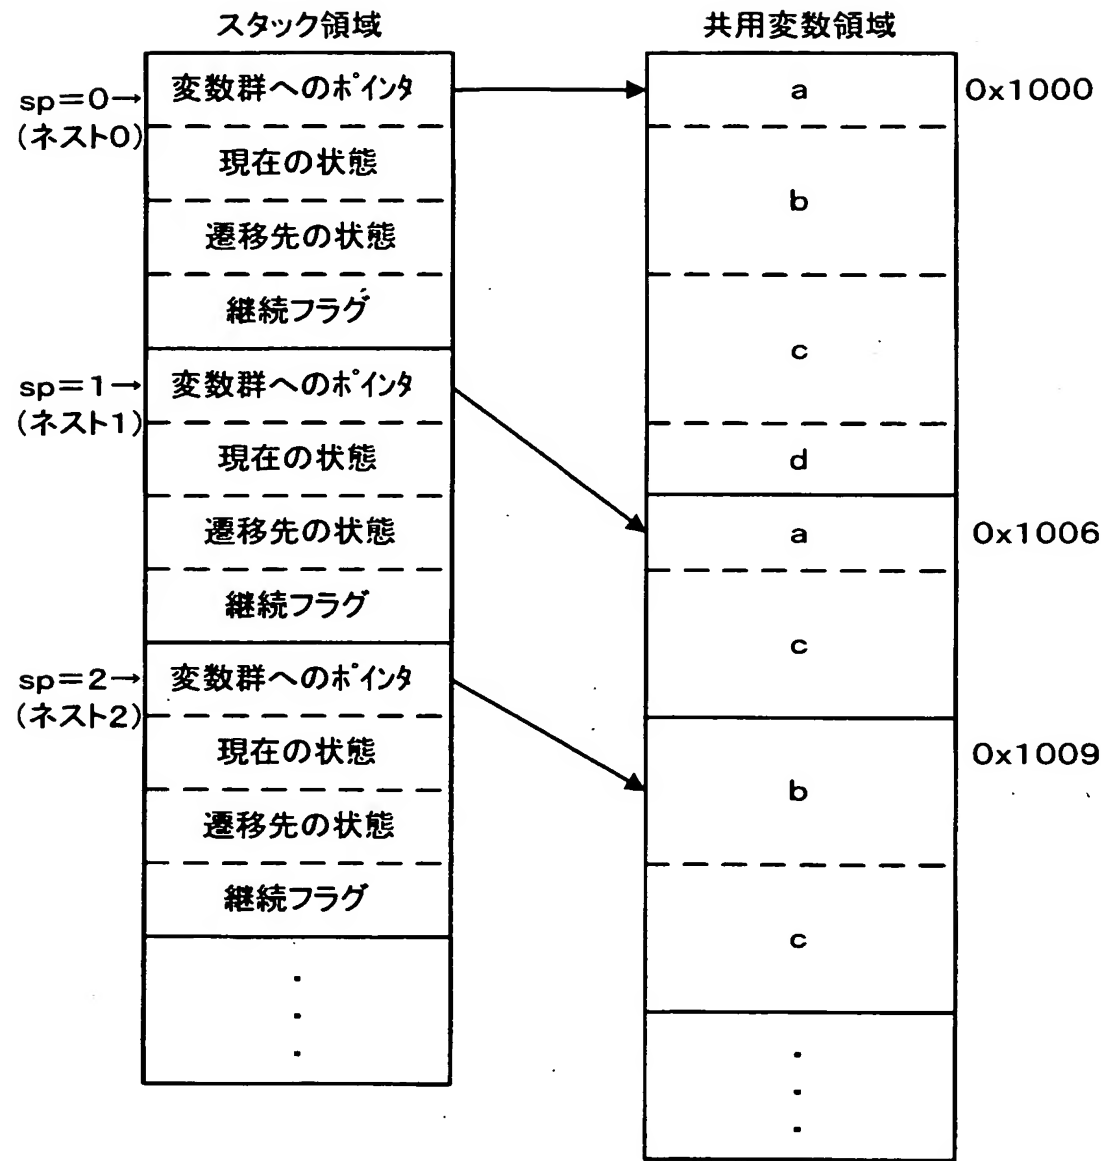 スタック領域
共用変数領域
sp=0→
(ネスト0)
変数群へのポインタ
現在の状態
遷移先の状態
継続フラグ
sp=1→
(ネスト1)
変数群へのポインタ
現在の状態
遷移先の状態
継続フラグ
sp=2→
(ネスト2)
変数群へのポインタ
現在の状態
遷移先の状態
継続フラグ
a
0x1000
b
c
d
a
0x1006
c
b
0x1009
c